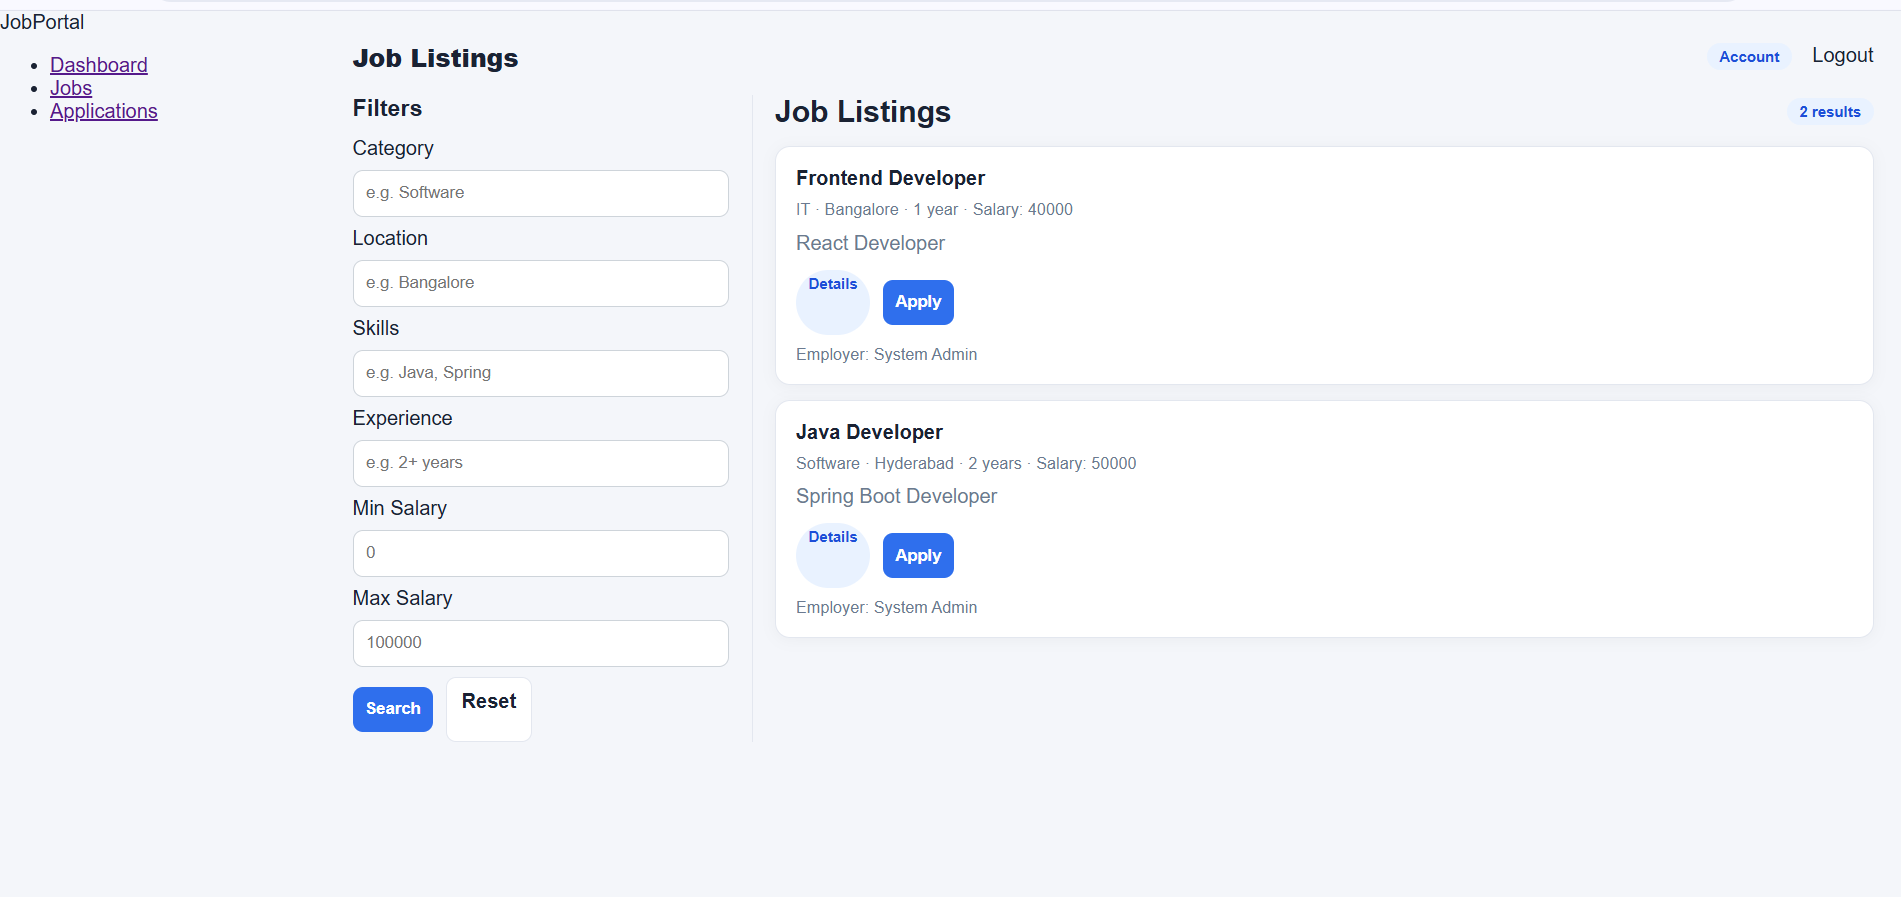 JobPortal
Dashboard
Jobs
Applications
Job Listings
Account
Logout
Filters
Category
e.g. Software
Location
e.g. Bangalore
Skills
e.g. Java, Spring
Experience
e.g. 2+ years
Min Salary
0
Max Salary
100000
Search
Reset
Job Listings
2 results
Frontend Developer
IT · Bangalore · 1 year · Salary: 40000
React Developer
Details
Apply
Employer: System Admin
Java Developer
Software · Hyderabad · 2 years · Salary: 50000
Spring Boot Developer
Details
Apply
Employer: System Admin